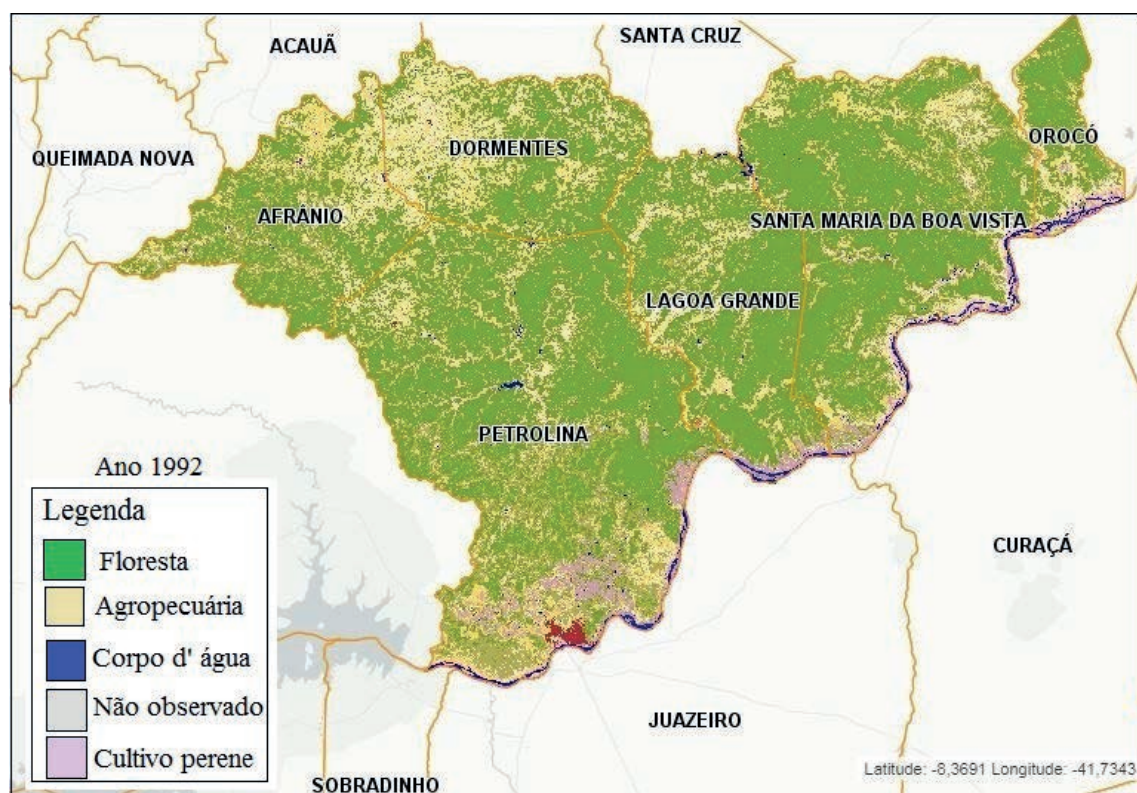 ACAUÃ
SANTA CRUZ
OROCÓ
DORMENTES
QUEIMADA NOVA
AFRÂNIO
SANTA MARIA DA BOA VISTA
LAGOA GRANDE
PETROLINA
Ano 1992
Legenda
Floresta
Agropecuária
Corpo d' água
Não observado
Cultivo perene
CURAÇÁ
JUAZEIRO
SOBRADINHO
Latitude: -8,3691 Longitude: -41,7343